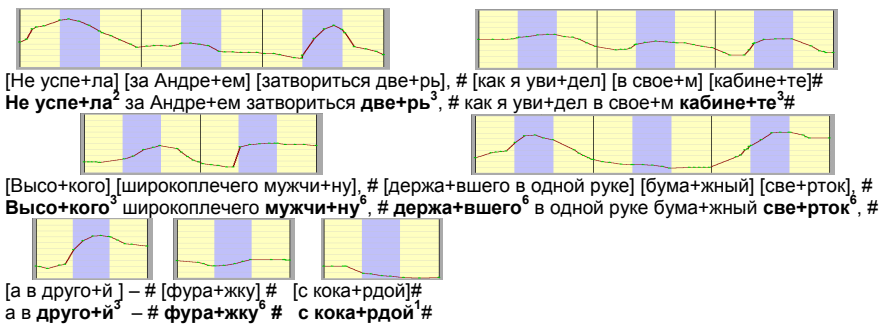 [Не успе+ла] [за Андре+ем] [затвориться две+рь], # [как я уви+дел] [в свое+м] [кабине+те]#
Не успе+ла² за Андре+ем затвориться две+рь³, # как я уви+дел в свое+м кабине+те³#
[Высо+кого] [широкоплечего мужчи+ну], # [держа+вшего в одной руке] [бума+жный] [све+рток], #
Высо+кого³ широкоплечего мужчи+ну⁶, # держа+вшего⁶ в одной руке бума+жный све+рток⁶, #
[а в друго+й ] – # [фура+жку] # [с кока+рдой]#
а в друго+й³ – # фура+жку⁶ # с кока+рдой¹#